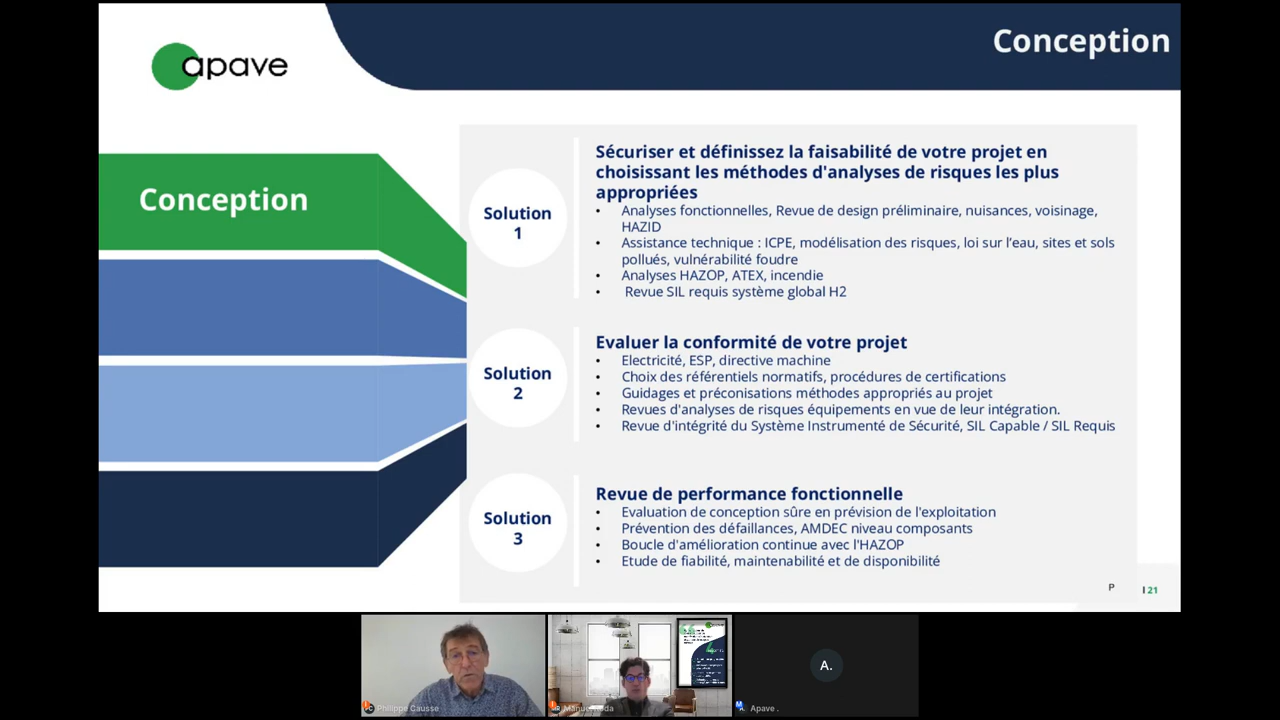 apave
Conception
Conception
Solution
1
Sécuriser et définissez la faisabilité de votre projet en
choisissant les méthodes d'analyses de risques les plus
appropriées
• Analyses fonctionnelles, Revue de design préliminaire, nuisances, voisinage,
HAZID
• Assistance technique : ICPE, modélisation des risques, loi sur l'eau, sites et sols
pollués, vulnérabilité foudre
• Analyses HAZOP, ATEX, incendie
• Revue SIL requis système global H2
Solution
2
Evaluer la conformité de votre projet
• Electricité, ESP, directive machine
• Choix des référentiels normatifs, procédures de certifications
• Guidages et préconisations méthodes appropriés au projet
• Revues d'analyses de risques équipements en vue de leur intégration.
• Revue d'intégrité du Système Instrumenté de Sécurité, SIL Capable / SIL Requis
Solution
3
Revue de performance fonctionnelle
• Evaluation de conception sûre en prévision de l'exploitation
• Prévention des défaillances, AMDEC niveau composants
• Boucle d'amélioration continue avec l'HAZOP
• Etude de fiabilité, maintenabilité et de disponibilité
P I 21
Philippe Causse
A.
Apave .